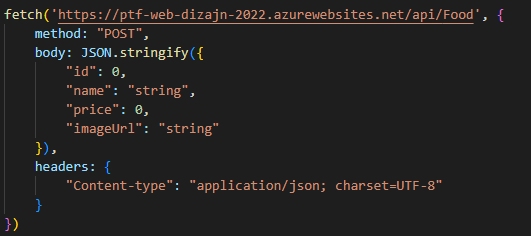 fetch('https://ptf-web-dizajn-2022.azurewebsites.net/api/Food', {
    method: "POST",
    body: JSON.stringify({
        "id": 0,
        "name": "string",
        "price": 0,
        "imageUrl": "string"
    }),
    headers: {
        "Content-type": "application/json; charset=UTF-8"
    }
})